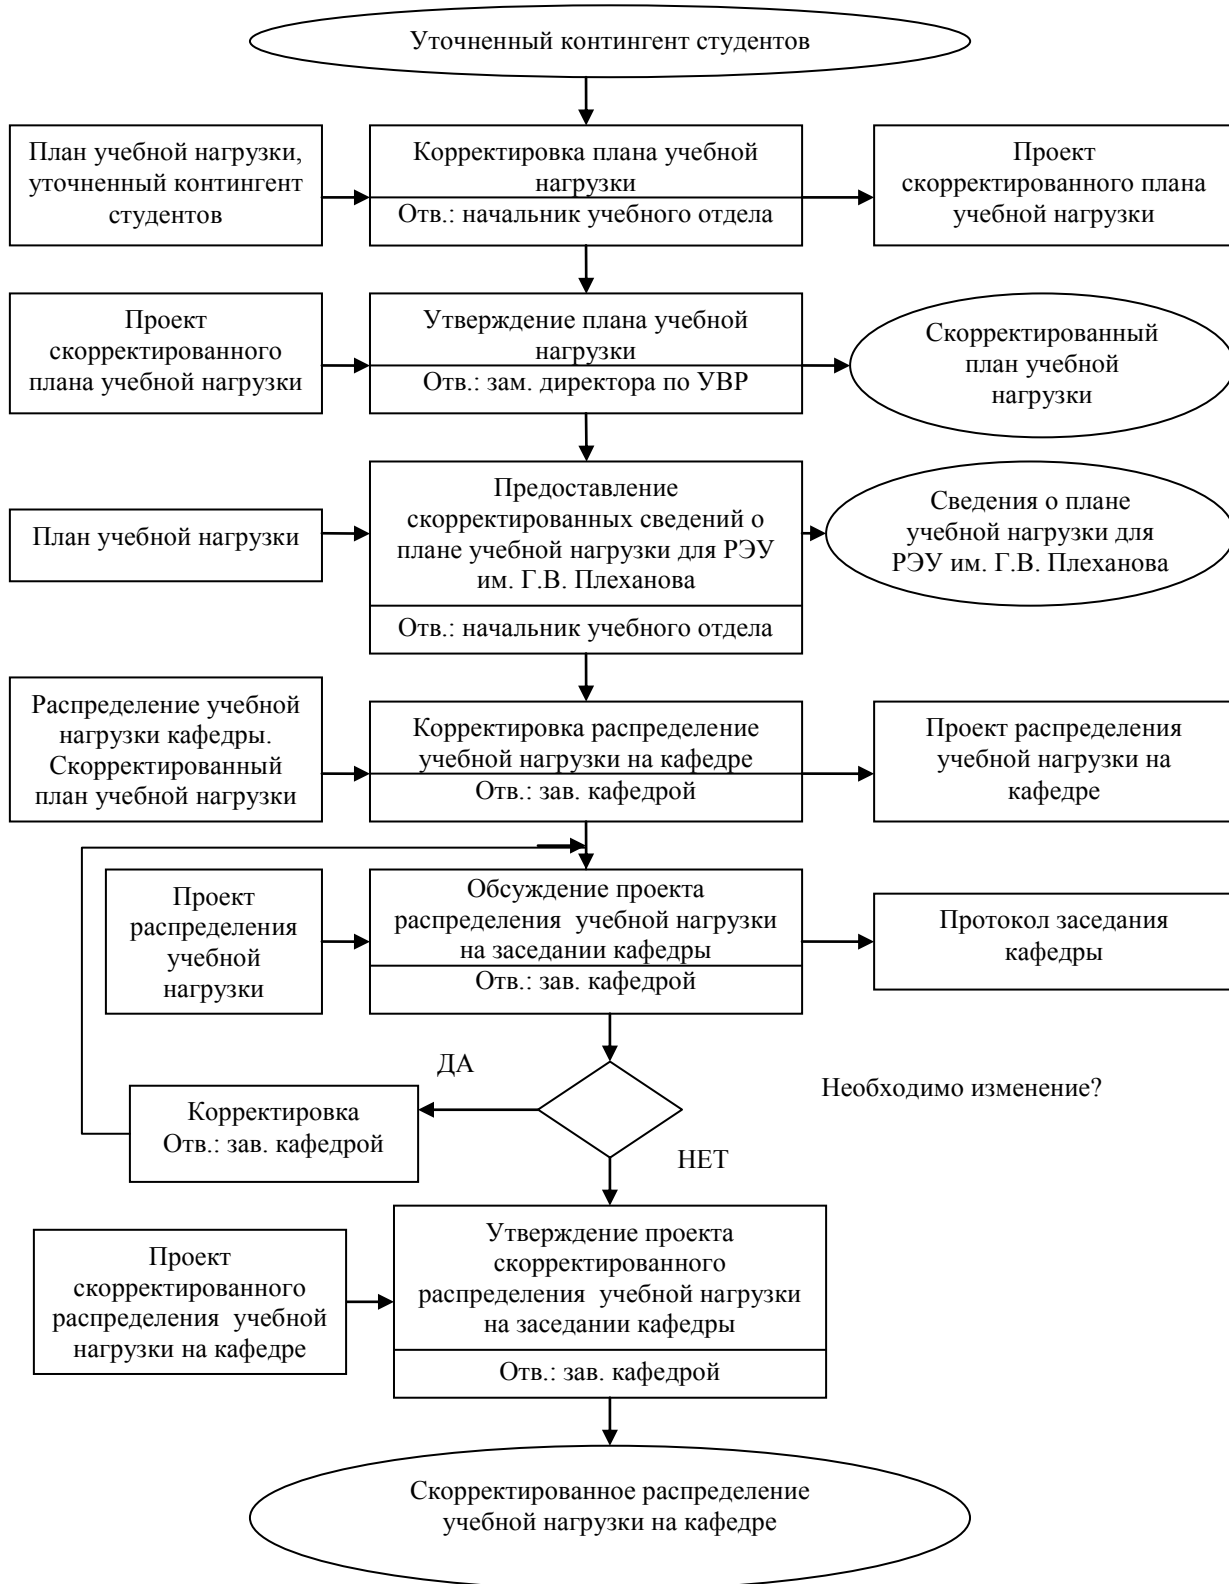 Уточненный контингент студентов
План учебной нагрузки,
уточненный контингент
студентов
Корректировка плана учебной
нагрузки
Отв.: начальник учебного отдела
Проект
скорректированного плана
учебной нагрузки
Проект
скорректированного
плана учебной нагрузки
Утверждение плана учебной
нагрузки
Отв.: зам. директора по УВР
Скорректированный
план учебной
нагрузки
План учебной нагрузки
Предоставление
скорректированных сведений о
плане учебной нагрузки для РЭУ
им. Г.В. Плеханова
Отв.: начальник учебного отдела
Сведения о плане
учебной нагрузки для
РЭУ им. Г.В. Плеханова
Распределение учебной
нагрузки кафедры.
Скорректированный
план учебной нагрузки
Корректировка распределение
учебной нагрузки на кафедре
Отв.: зав. кафедрой
Проект распределения
учебной нагрузки на
кафедре
Проект
распределения
учебной
нагрузки
Обсуждение проекта
распределения учебной нагрузки
на заседании кафедры
Отв.: зав. кафедрой
Протокол заседания
кафедры
ДА
Необходимо изменение?
Корректировка
Отв.: зав. кафедрой
НЕТ
Проект
скорректированного
распределения учебной
нагрузки на кафедре
Утверждение проекта
скорректированного
распределения учебной нагрузки
на заседании кафедры
Отв.: зав. кафедрой
Скорректированное распределение
учебной нагрузки на кафедре